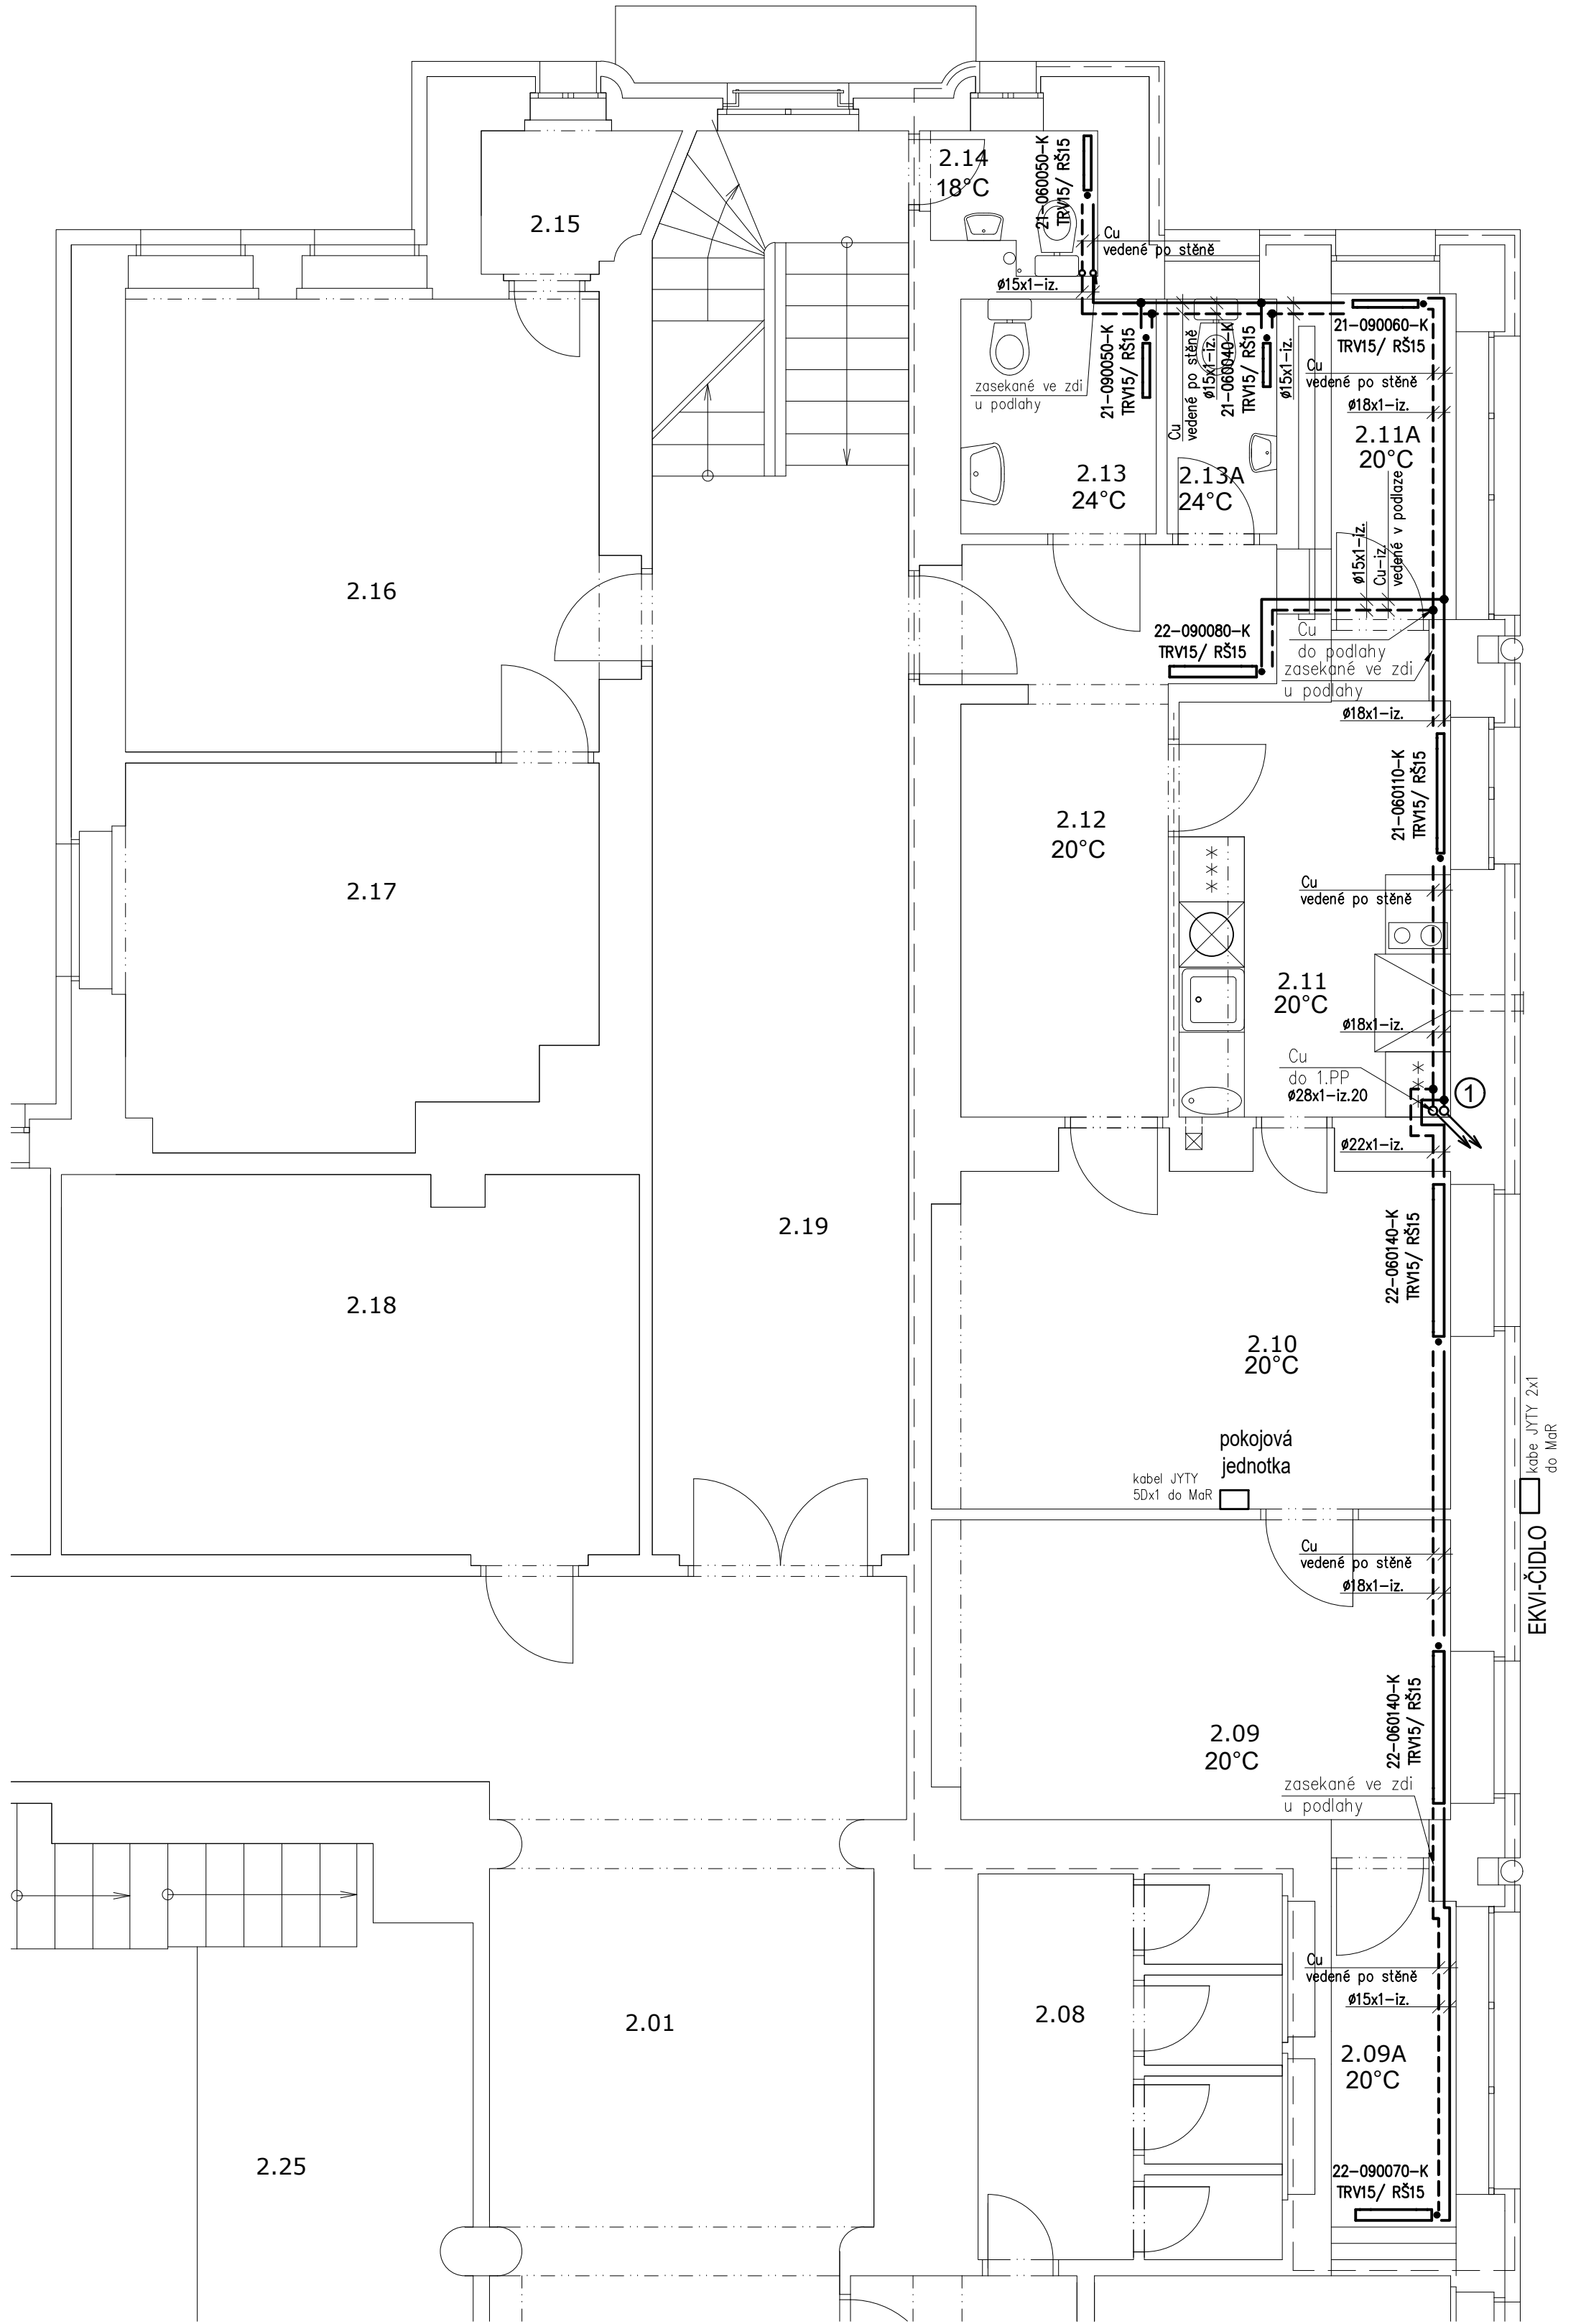 2.14
18°C
21-060050-K
TRV15/ RŠ15
2.15
Cu
vedené po stěně
ø15x1-iz.
21-090060-K
TRV15/ RŠ15
21-090050-K
TRV15/ RŠ15
Cu
vedené po stěně
ø15x1-iz.
21-060040-K
TRV15/ RŠ15
ø15x1-iz.
Cu
vedené po stěně
ø18x1-iz.
zasekané ve zdi
u podlahy
2.11A
20°C
2.13
24°C
2.13A
24°C
ø15x1-iz.
Cu-iz.
vedené v podlaze
2.16
22-090080-K
TRV15/ RŠ15
Cu
do podlahy
zasekané ve zdi
u podlahy
ø18x1-iz.
21-060110-K
TRV15/ RŠ15
2.12
20°C
2.17
Cu
vedené po stěně
2.11
20°C
ø18x1-iz.
Cu
do 1.PP
ø28x1-iz.20
1
ø22x1-iz.
22-060140-K
TRV15/ RŠ15
2.19
2.18
2.10
20°C
kabe JYTY 2x1
do MaR
pokojová
jednotka
kabel JYTY
5Dx1 do MaR
EKVI-ČIDLO
Cu
vedené po stěně
ø18x1-iz.
22-060140-K
TRV15/ RŠ15
2.09
20°C
zasekané ve zdi
u podlahy
Cu
vedené po stěně
ø15x1-iz.
2.01
2.08
2.09A
20°C
2.25
22-090070-K
TRV15/ RŠ15